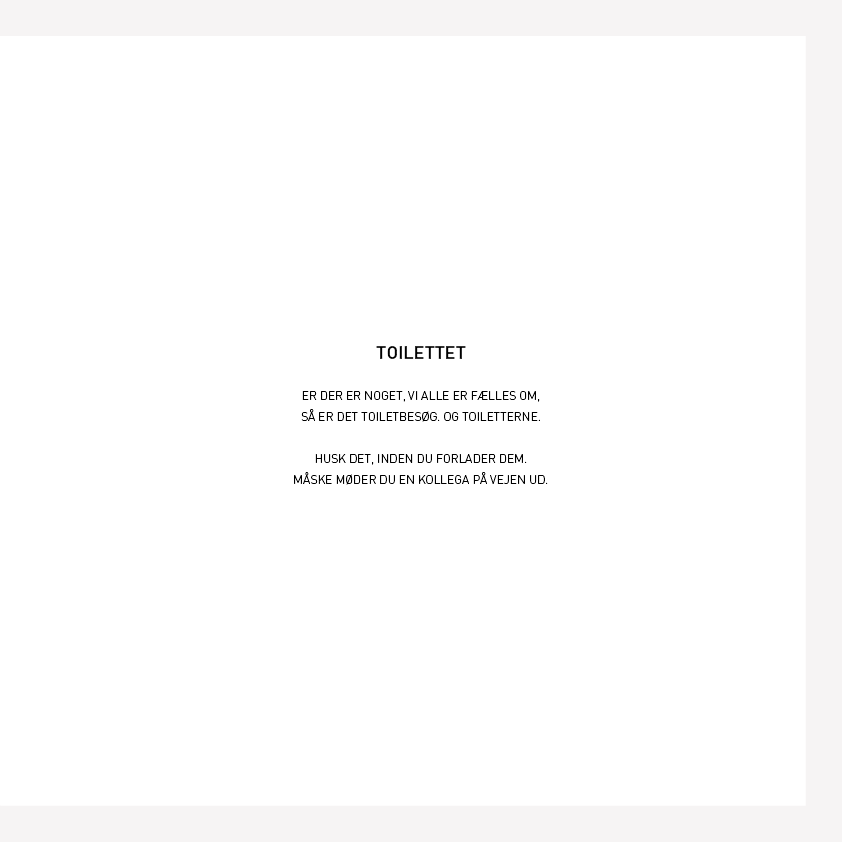 TOILETTET
ER DER ER NOGET, VI ALLE ER FÆLLES OM,
SÅ ER DET TOILETBESØG. OG TOILETTERNE.
HUSK DET, INDEN DU FORLADER DEM.
MÅSKE MØDER DU EN KOLLEGA PÅ VEJEN UD.